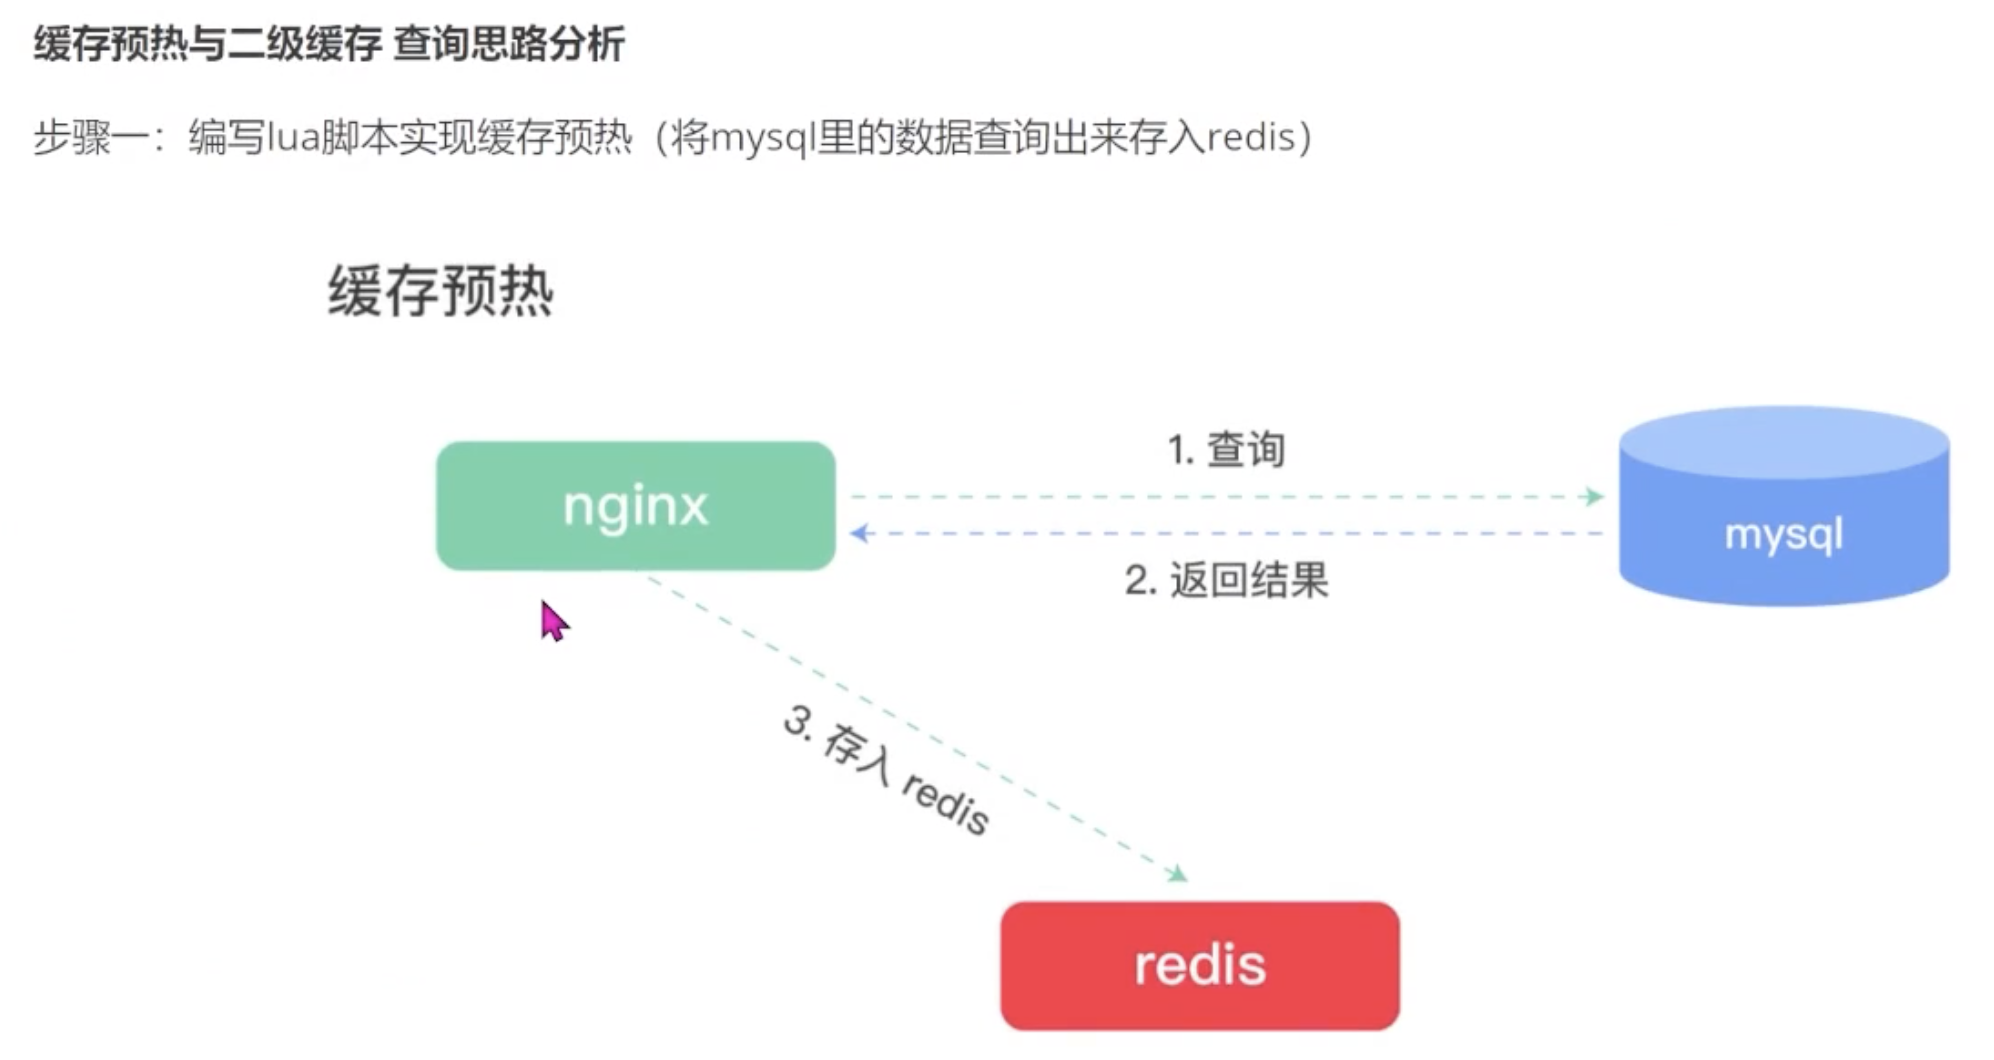 缓存预热与二级缓存 查询思路分析
步骤一：编写lua脚本实现缓存预热（将mysql里的数据查询出来存入redis）
缓存预热
1. 查询
nginx
mysql
2. 返回结果
3. 存入 redis
redis